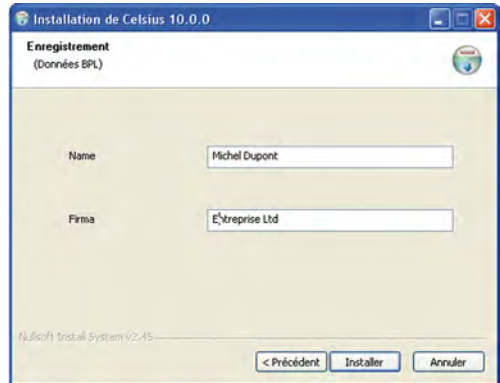 Installation de Celsius 10.0.0
Enregistrement
(Données BPL)
Name
Michel Dupont
Firma
Entreprise Ltd
Nullsoft Install System v2.45
< Précédent
Installer
Annuler